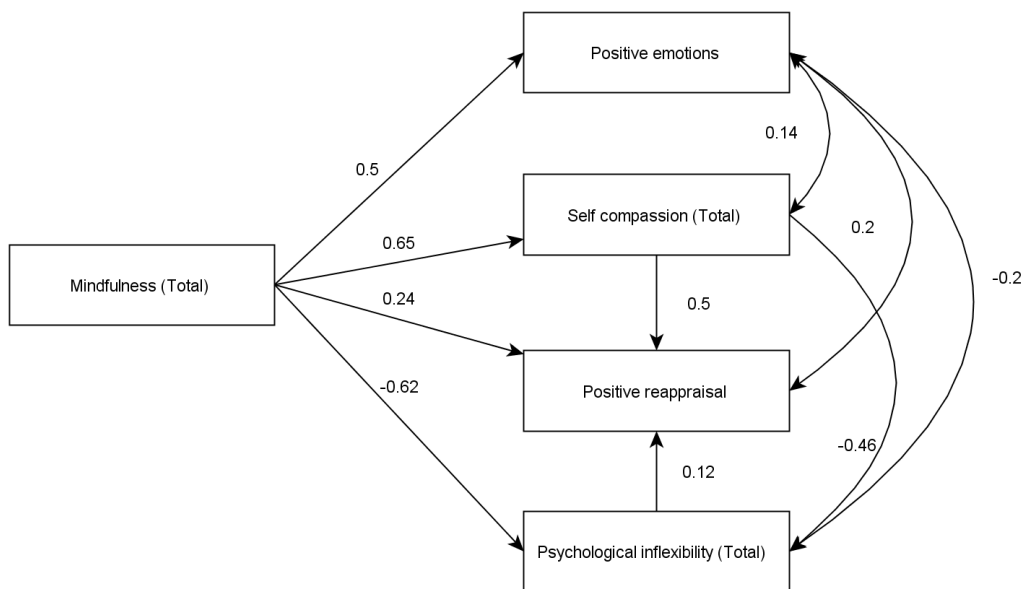 Positive emotions
0.14
0.5
Self compassion (Total)
0.65
0.2
Mindfulness (Total)
-0.2
0.24
0.5
-0.62
Positive reappraisal
-0.46
0.12
Psychological inflexibility (Total)